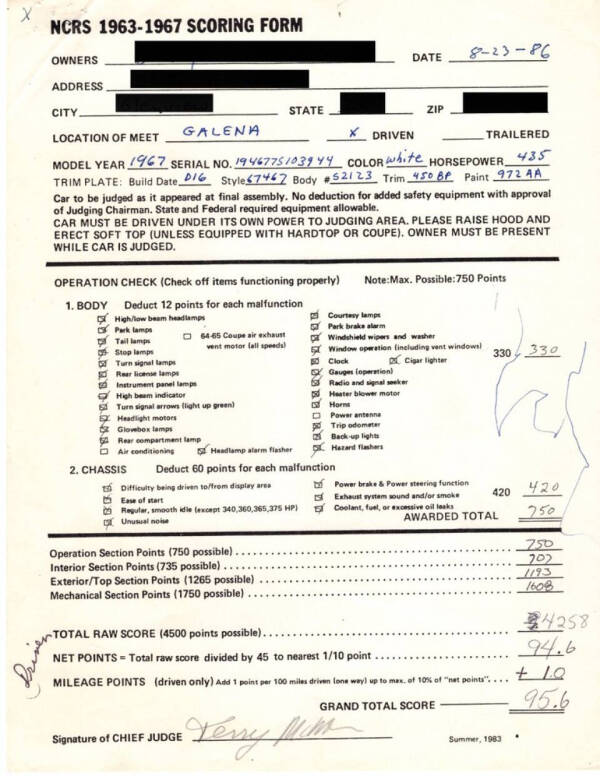 X
NCRS 1963-1967 SCORING FORM
OWNERS DATE 8-23-86
ADDRESS
CITY STATE ZIP
LOCATION OF MEET GALENA X DRIVEN TRAILERED
MODEL YEAR 1967 SERIAL NO. 194677S103944 COLOR white HORSEPOWER 435
TRIM PLATE: Build Date D16 Style 67467 Body #S2123 Trim 450 BP Paint 972 AA
Car to be judged as it appeared at final assembly. No deduction for added safety equipment with approval
of Judging Chairman. State and Federal required equipment allowable.
CAR MUST BE DRIVEN UNDER ITS OWN POWER TO JUDGING AREA. PLEASE RAISE HOOD AND
ERECT SOFT TOP (UNLESS EQUIPPED WITH HARDTOP OR COUPE). OWNER MUST BE PRESENT
WHILE CAR IS JUDGED.
OPERATION CHECK (Check off items functioning properly) Note:Max. Possible:750 Points
1. BODY Deduct 12 points for each malfunction
High/low beam headlamps
Park lamps
Tail lamps
Stop lamps
Turn signal lamps
Rear license lamps
Instrument panel lamps
High beam indicator
Turn signal arrows (light up green)
Headlight motors
Glovebox lamps
Rear compartment lamp
Air conditioning Headlamp alarm flasher
64-65 Coupe air exhaust
vent motor (all speeds)
Courtesy lamps
Park brake alarm
Windshield wipers and washer
Window operation (including vent windows) 330 330
Clock Cigar lighter
Gauges (operation)
Radio and signal seeker
Heater blower motor
Horns
Power antenna
Trip odometer
Back-up lights
Hazard flashers
2. CHASSIS Deduct 60 points for each malfunction
Difficulty being driven to/from display area
Ease of start
Regular, smooth idle (except 340,360,365,375 HP)
Unusual noise
Power brake & Power steering function
Exhaust system sound and/or smoke 420 420
Coolant, fuel, or excessive oil leaks
AWARDED TOTAL 750
Operation Section Points (750 possible) 750
Interior Section Points (735 possible) 707
Exterior/Top Section Points (1265 possible) 1193
Mechanical Section Points (1750 possible) 1608
TOTAL RAW SCORE (4500 points possible) 4258
Driven
NET POINTS = Total raw score divided by 45 to nearest 1/10 point 94.6
MILEAGE POINTS (driven only) Add 1 point per 100 miles driven (one way) up to max. of 10% of "net points" + 1.0
GRAND TOTAL SCORE 95.6
Signature of CHIEF JUDGE Terry Summer, 1983